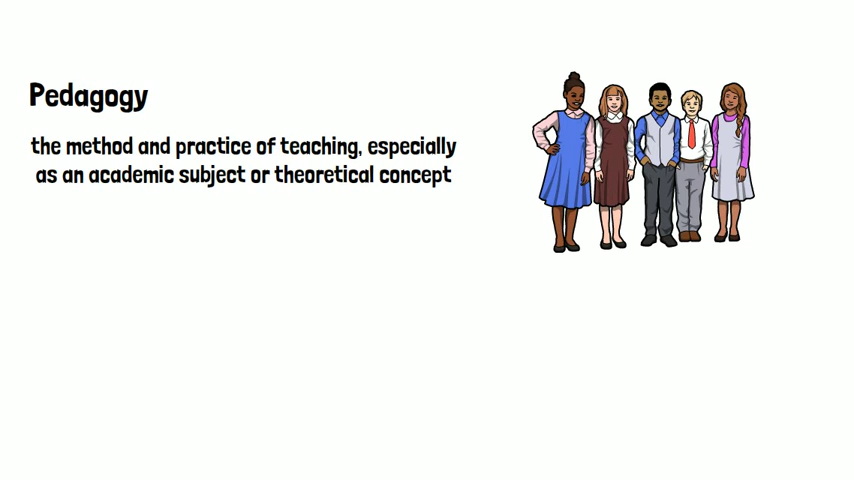 Pedagogy
the method and practice of teaching, especially
as an academic subject or theoretical concept